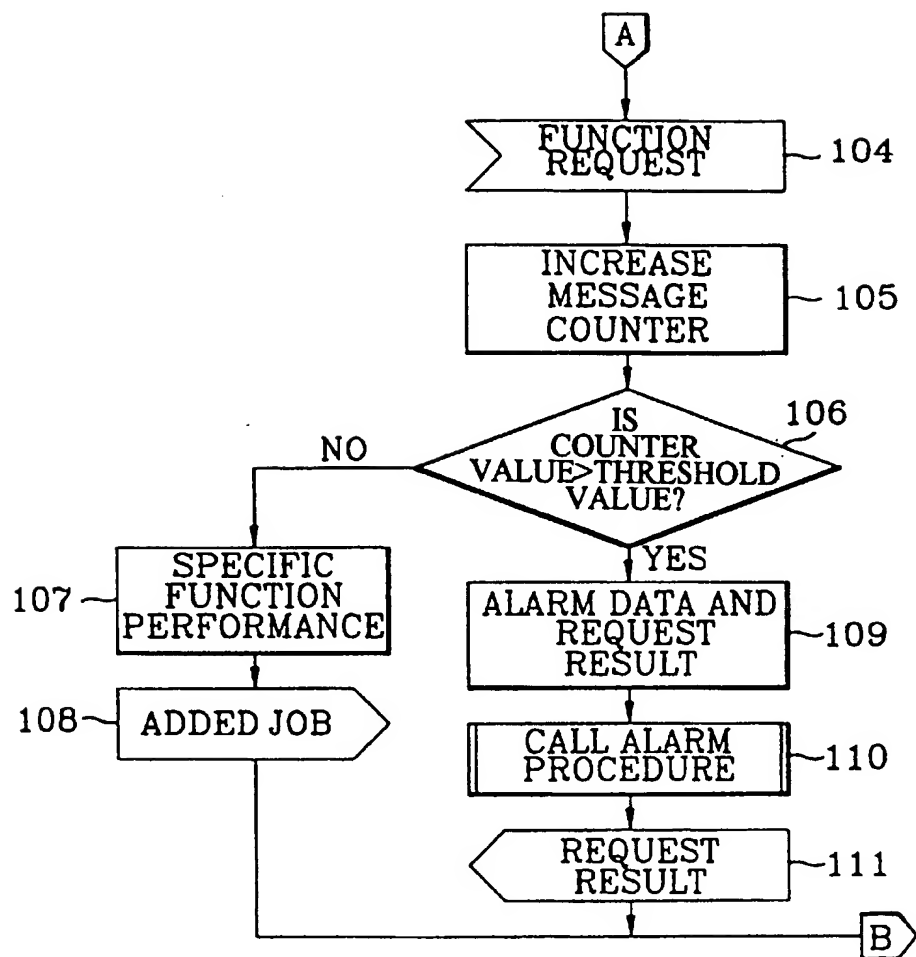 A
FUNCTION
REQUEST
104
INCREASE
MESSAGE
COUNTER
105
106
IS
COUNTER
VALUE>THRESHOLD
VALUE?
NO
YES
SPECIFIC
FUNCTION
PERFORMANCE
107
ALARM DATA AND
REQUEST
RESULT
109
108
ADDED JOB
CALL ALARM
PROCEDURE
110
REQUEST
RESULT
111
B